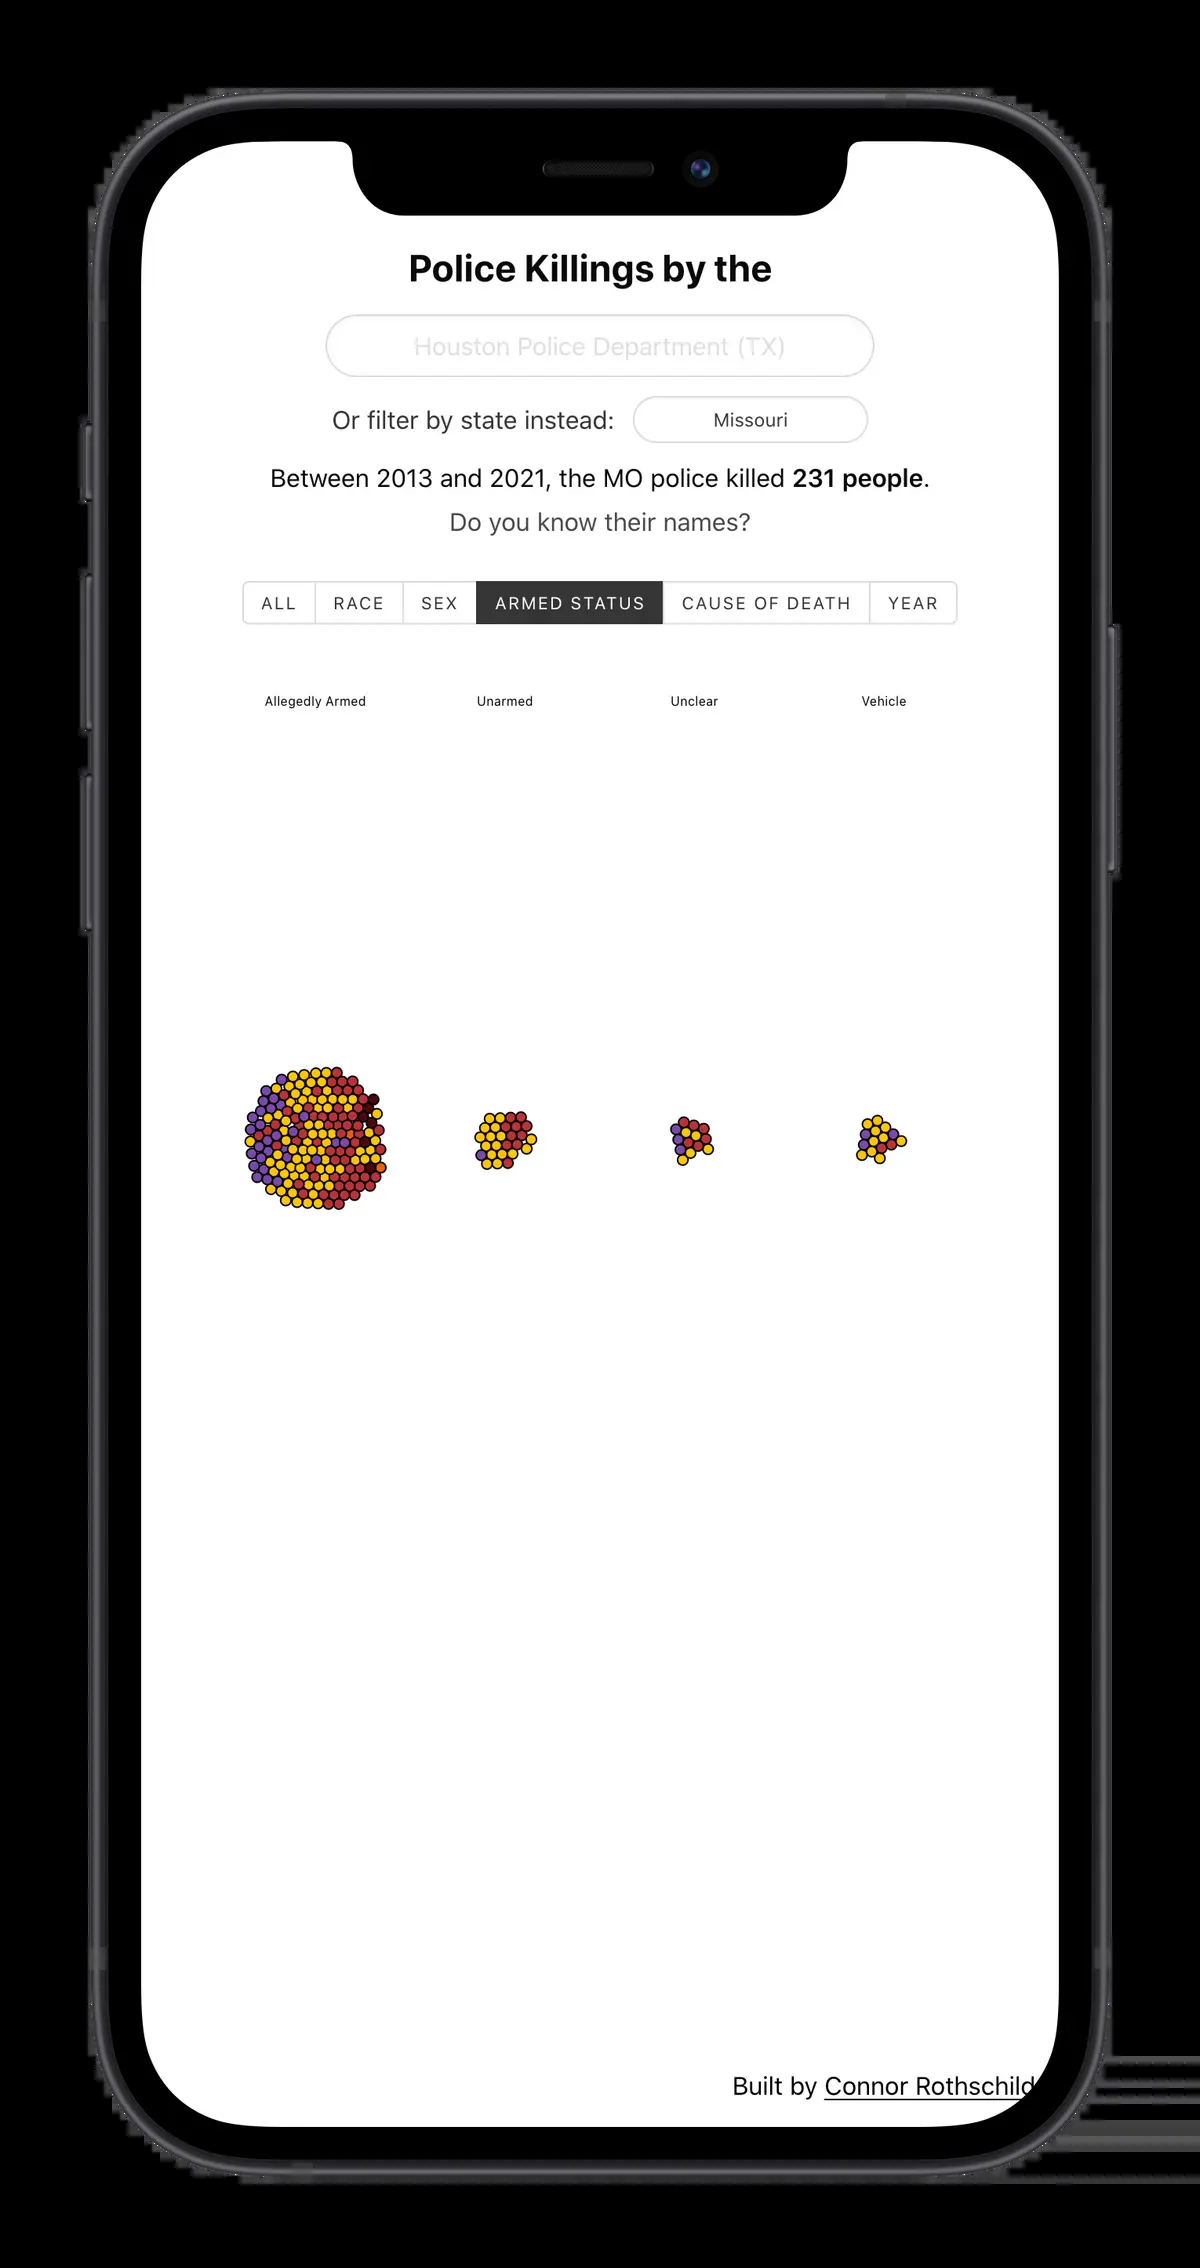 Police Killings by the
Houston Police Department (TX)
Or filter by state instead: Missouri
Between 2013 and 2021, the MO police killed 231 people.
Do you know their names?
ALL RACE SEX ARMED STATUS CAUSE OF DEATH YEAR
Allegedly Armed Unarmed Unclear Vehicle
Built by Connor Rothschild